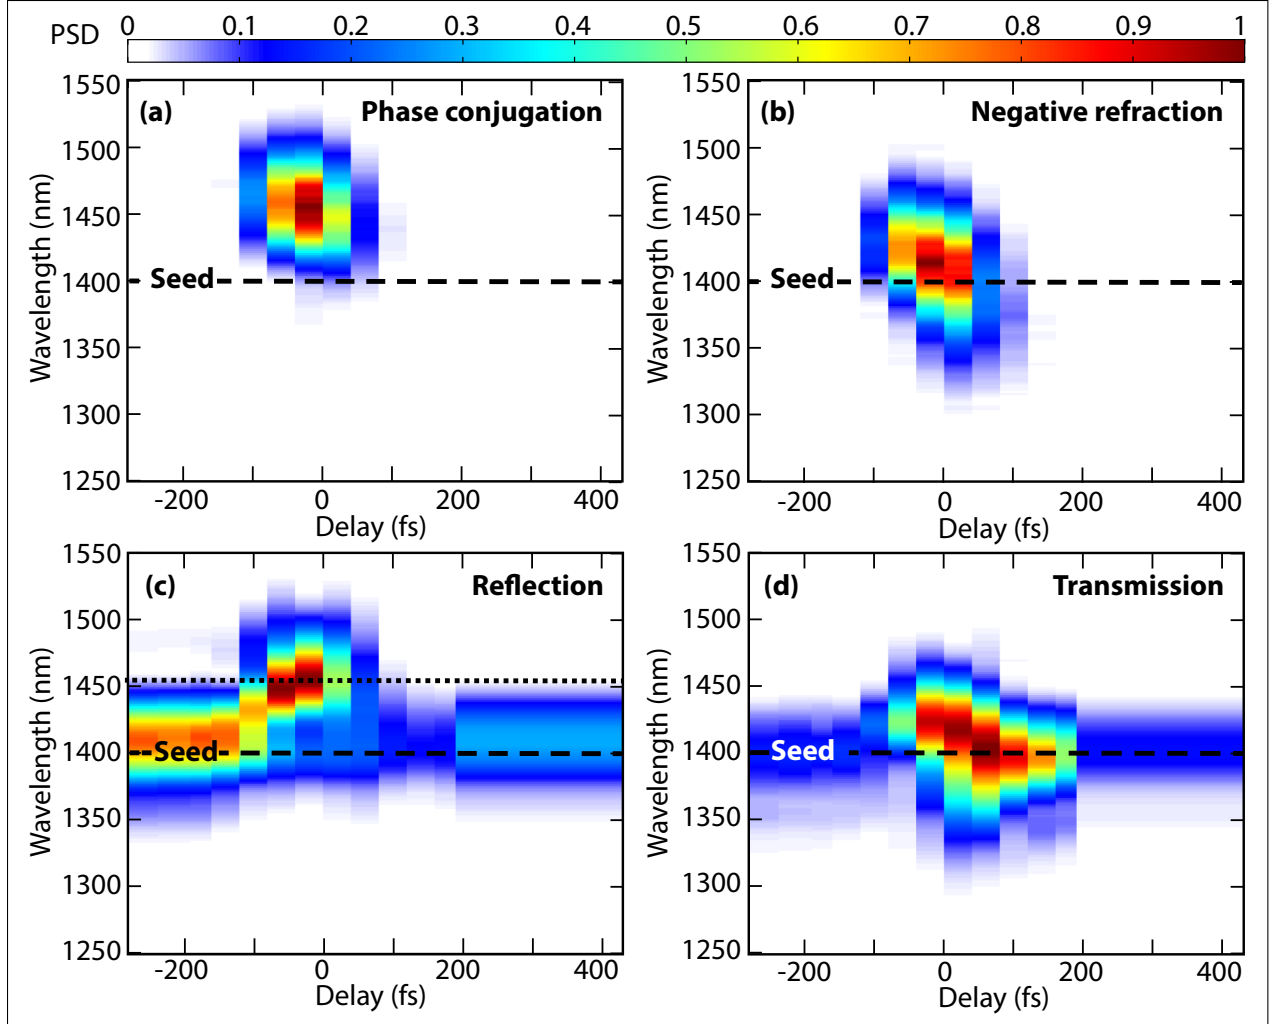 PSD 0 0.1 0.2 0.3 0.4 0.5 0.6 0.7 0.8 0.9 1
(a) Phase conjugation
1550
1500
1450
1400
1350
1300
1250
Wavelength (nm)
Seed
-200 0 200 400
Delay (fs)
(b) Negative refraction
1550
1500
1450
1400
1350
1300
1250
Wavelength (nm)
Seed
-200 0 200 400
Delay (fs)
(c) Reflection
1550
1500
1450
1400
1350
1300
1250
Wavelength (nm)
Seed
-200 0 200 400
Delay (fs)
(d) Transmission
1550
1500
1450
1400
1350
1300
1250
Wavelength (nm)
Seed
-200 0 200 400
Delay (fs)